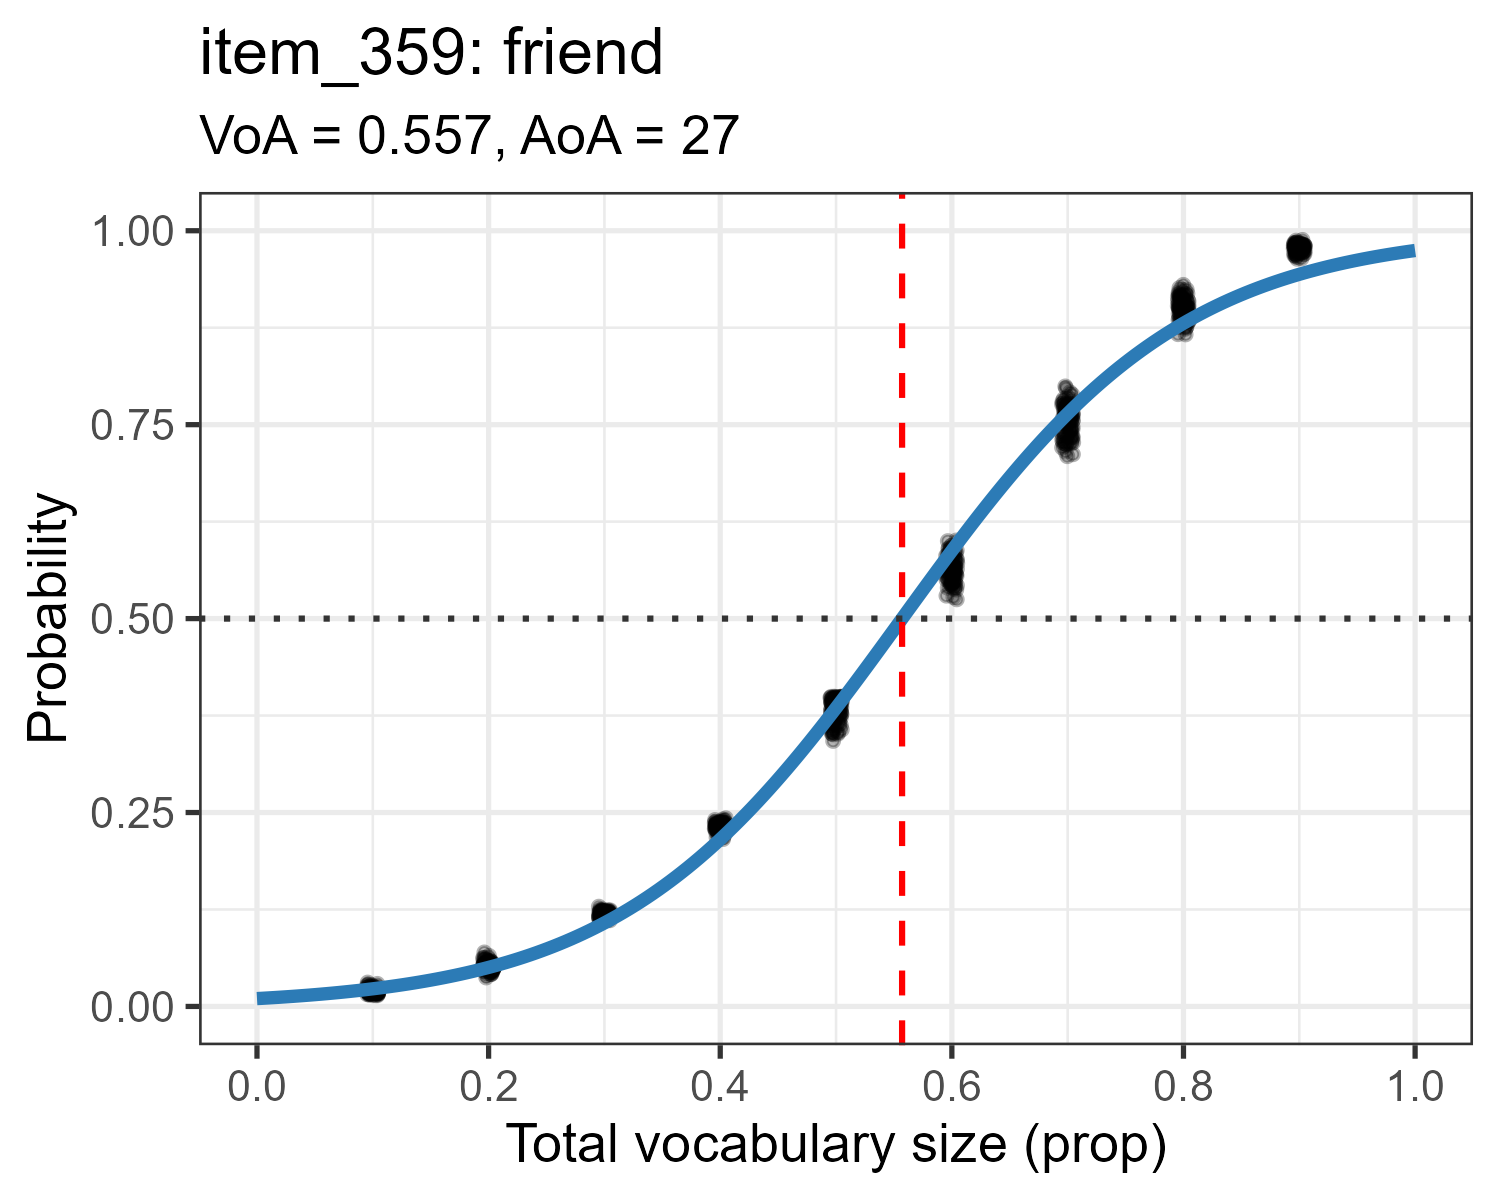 item_359: friend
VoA = 0.557, AoA = 27
Probability
1.00
0.75
0.50
0.25
0.00
0.0 0.2 0.4 0.6 0.8 1.0
Total vocabulary size (prop)